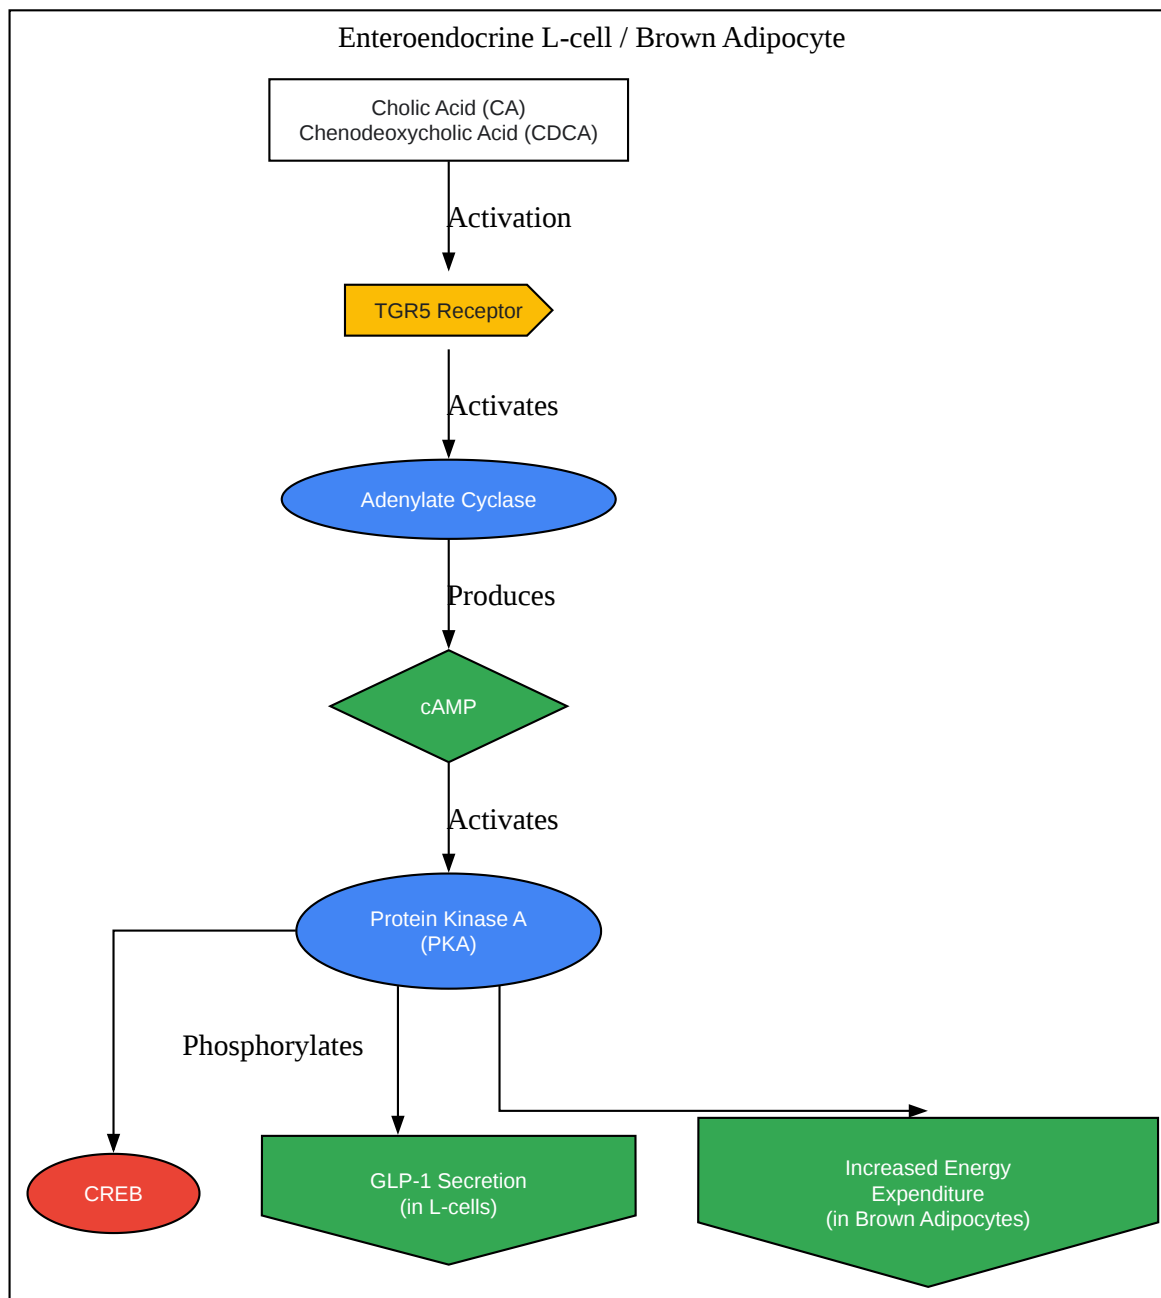 Enteroendocrine L-cell / Brown Adipocyte
Cholic Acid (CA)
Chenodeoxycholic Acid (CDCA)
Activation
TGR5 Receptor
Activates
Adenylate Cyclase
Produces
cAMP
Activates
Protein Kinase A
(PKA)
Phosphorylates
CREB
GLP-1 Secretion
(in L-cells)
Increased Energy
Expenditure
(in Brown Adipocytes)